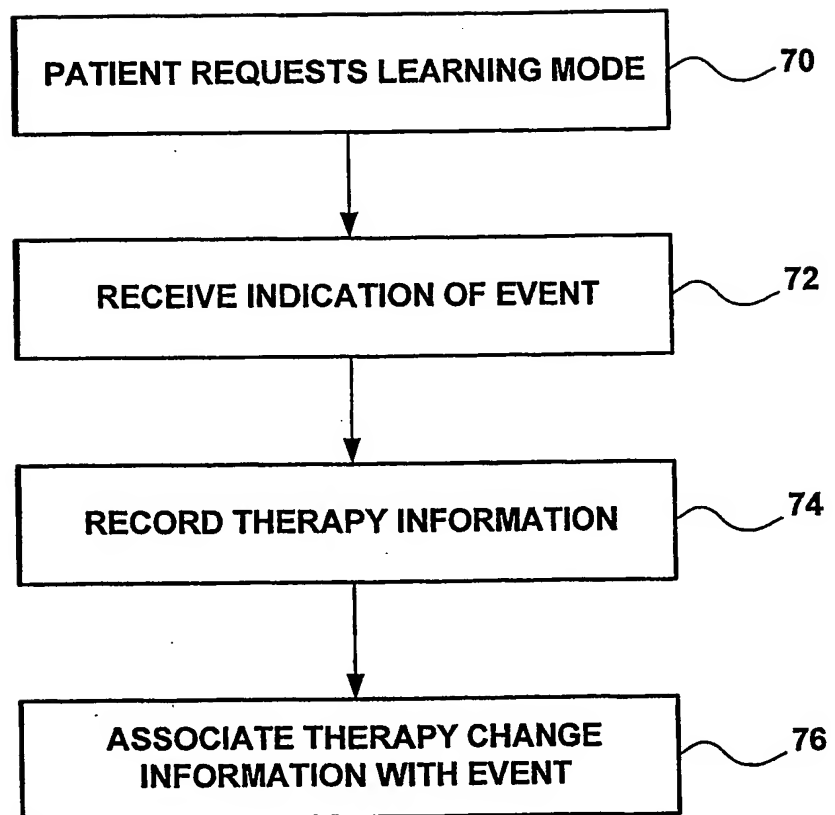 PATIENT REQUESTS LEARNING MODE
70
RECEIVE INDICATION OF EVENT
72
RECORD THERAPY INFORMATION
74
ASSOCIATE THERAPY CHANGE
INFORMATION WITH EVENT
76